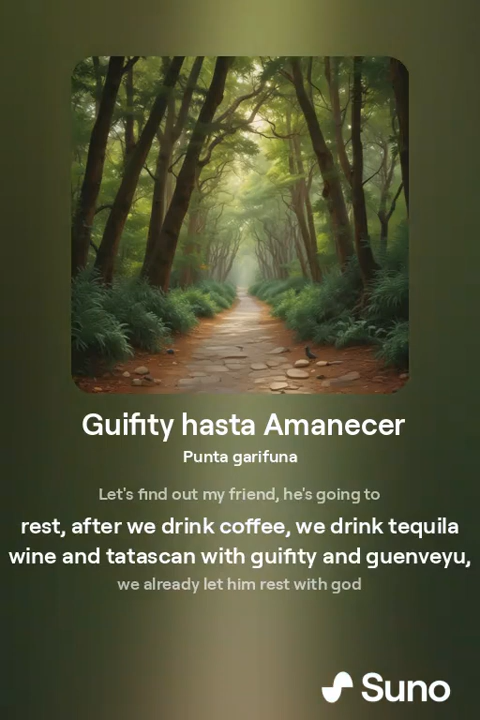 Guifity hasta Amanecer
Punta garifuna
Let's find out my friend, he's going to
rest, after we drink coffee, we drink tequila
wine and tatascan with guifity and guenveyu,
we already let him rest with god
Suno